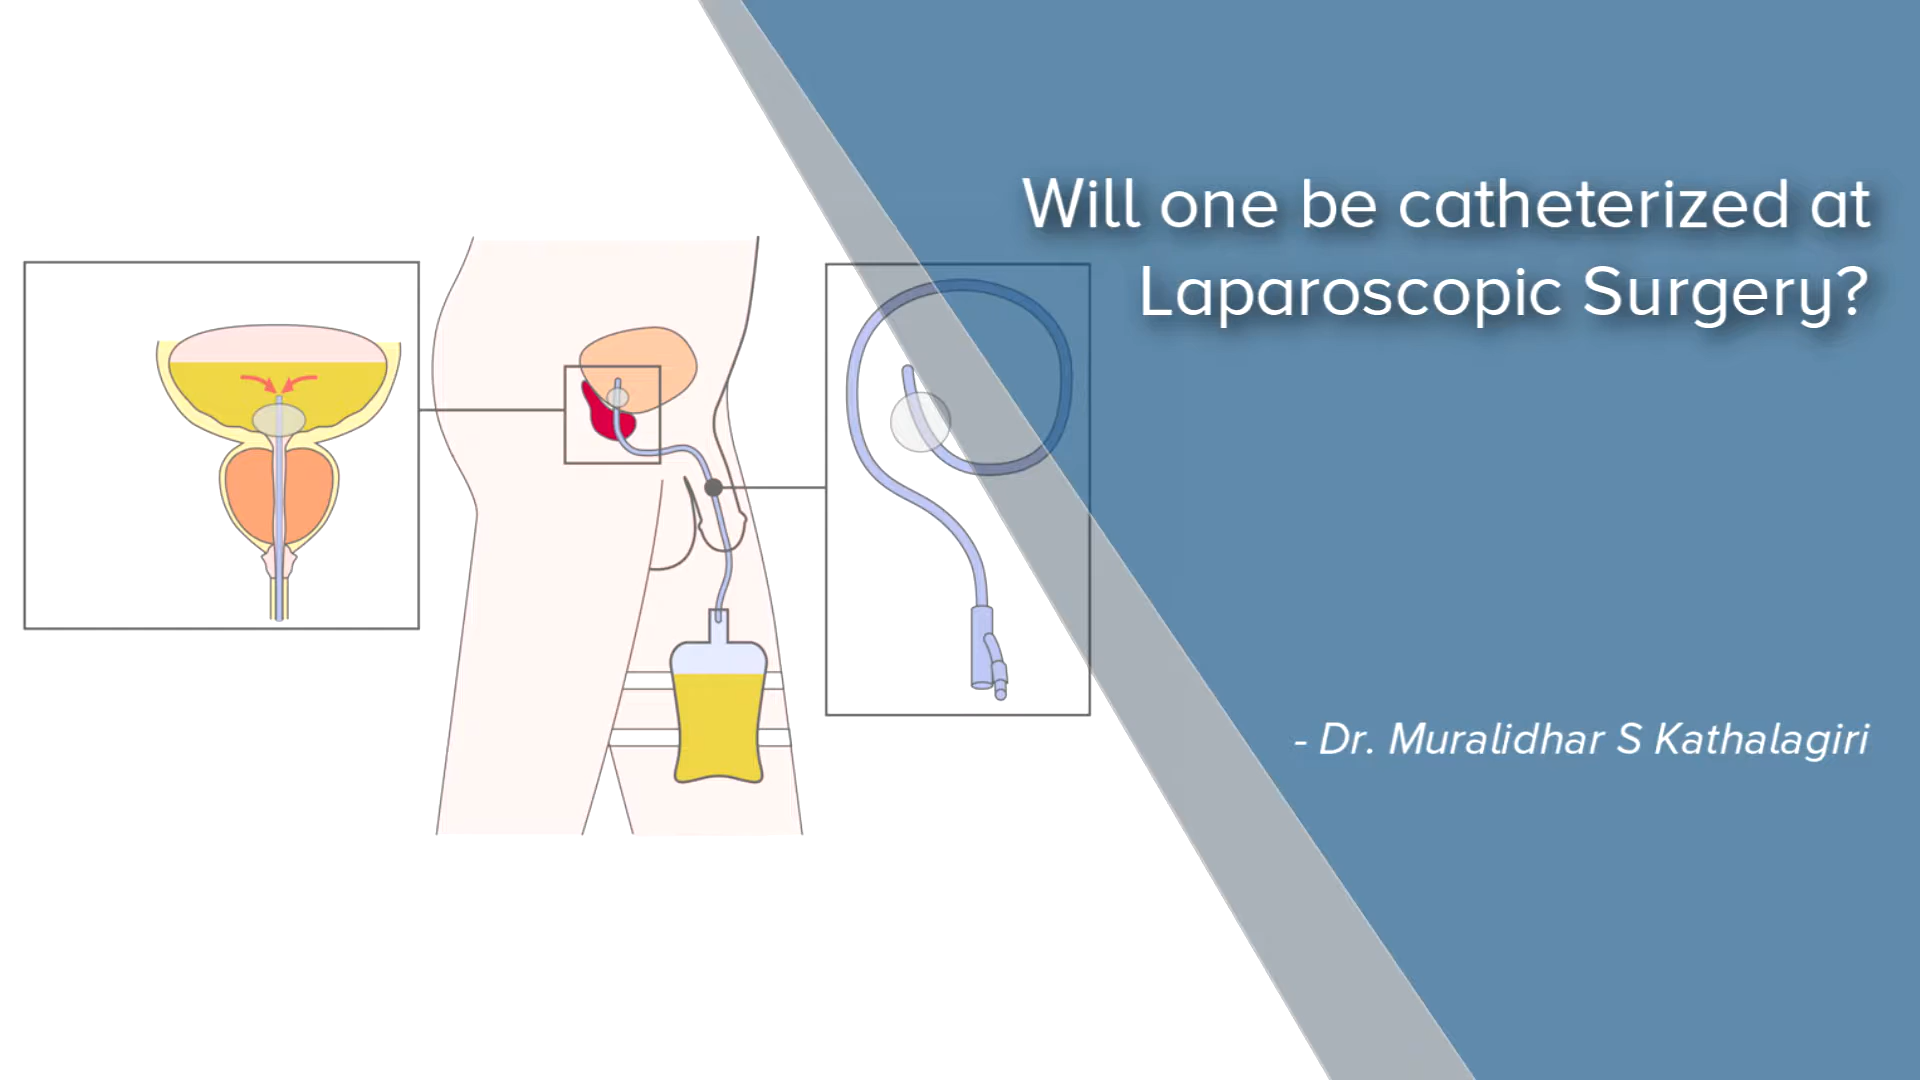 Will one be catheterized at
Laparoscopic Surgery?
- Dr. Muralidhar S Kathalagiri